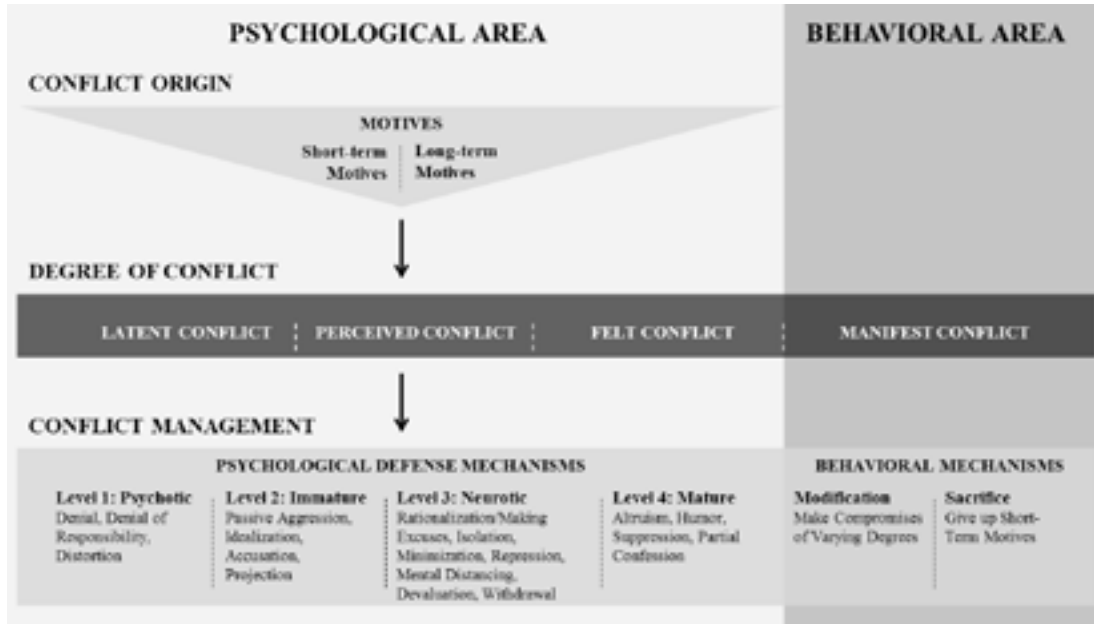 PSYCHOLOGICAL AREA
BEHAVIORAL AREA
CONFLICT ORIGIN
MOTIVES
Short-term Motives
Long-term Motives
DEGREE OF CONFLICT
LATENT CONFLICT
PERCEIVED CONFLICT
FELT CONFLICT
MANIFEST CONFLICT
CONFLICT MANAGEMENT
PSYCHOLOGICAL DEFENSE MECHANISMS
Level 1: Psychotic
Denial, Denial of
Responsibility,
Distortion
Level 2: Immature
Passive Aggression,
Idealization,
Accusation,
Projection
Level 3: Neurotic
Rationalization/Making
Excuses, Isolation,
Minimization, Repression,
Mental Distancing,
Devaluation, Withdrawal
Level 4: Mature
Altruism, Humor,
Suppression, Partial
Confession
BEHAVIORAL MECHANISMS
Modification
Make Compromises
of Varying Degrees
Sacrifice
Give up Short-
Term Motives